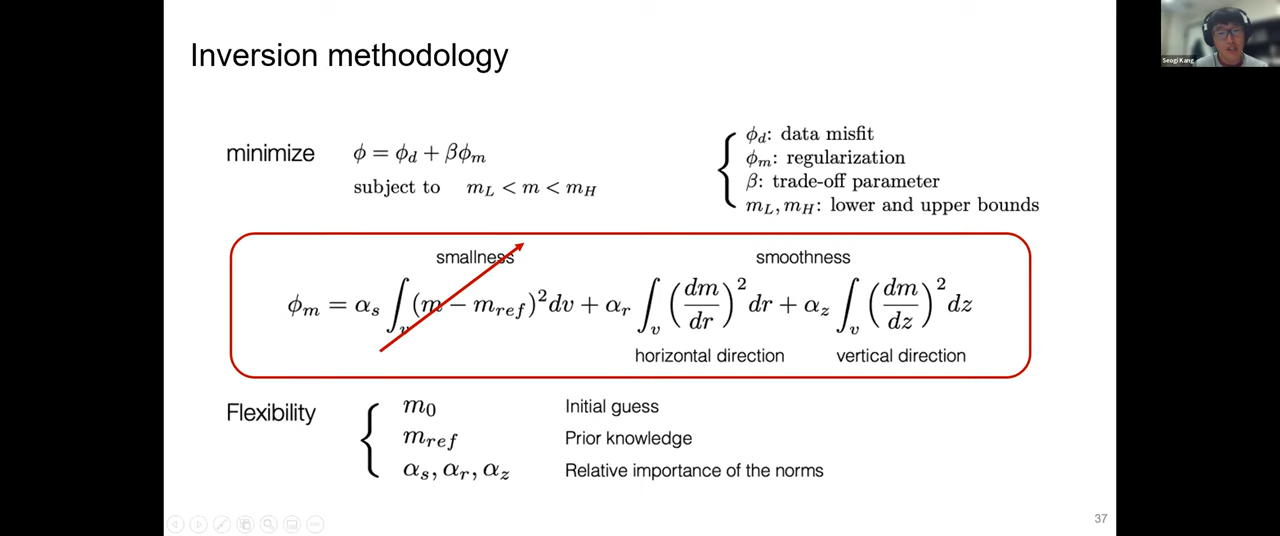 Inversion methodology
Seogi Kang
minimize ϕ = ϕ_d + βϕ_m
subject to m_L < m < m_H
ϕ_d: data misfit
ϕ_m: regularization
β: trade-off parameter
m_L, m_H: lower and upper bounds
smallness smoothness
ϕ_m = α_s ∫_v (m − m_ref)² dv + α_r ∫_v (dm/dr)² dr + α_z ∫_v (dm/dz)² dz
horizontal direction vertical direction
Flexibility
m_0 Initial guess
m_ref Prior knowledge
α_s, α_r, α_z Relative importance of the norms
37